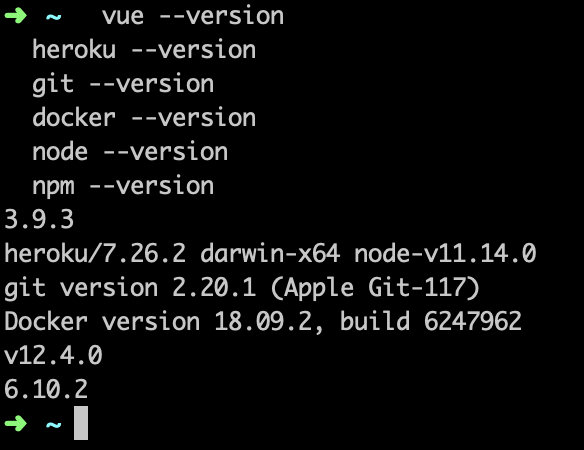 ➜ ~ vue --version
heroku --version
git --version
docker --version
node --version
npm --version
3.9.3
heroku/7.26.2 darwin-x64 node-v11.14.0
git version 2.20.1 (Apple Git-117)
Docker version 18.09.2, build 6247962
v12.4.0
6.10.2
➜ ~